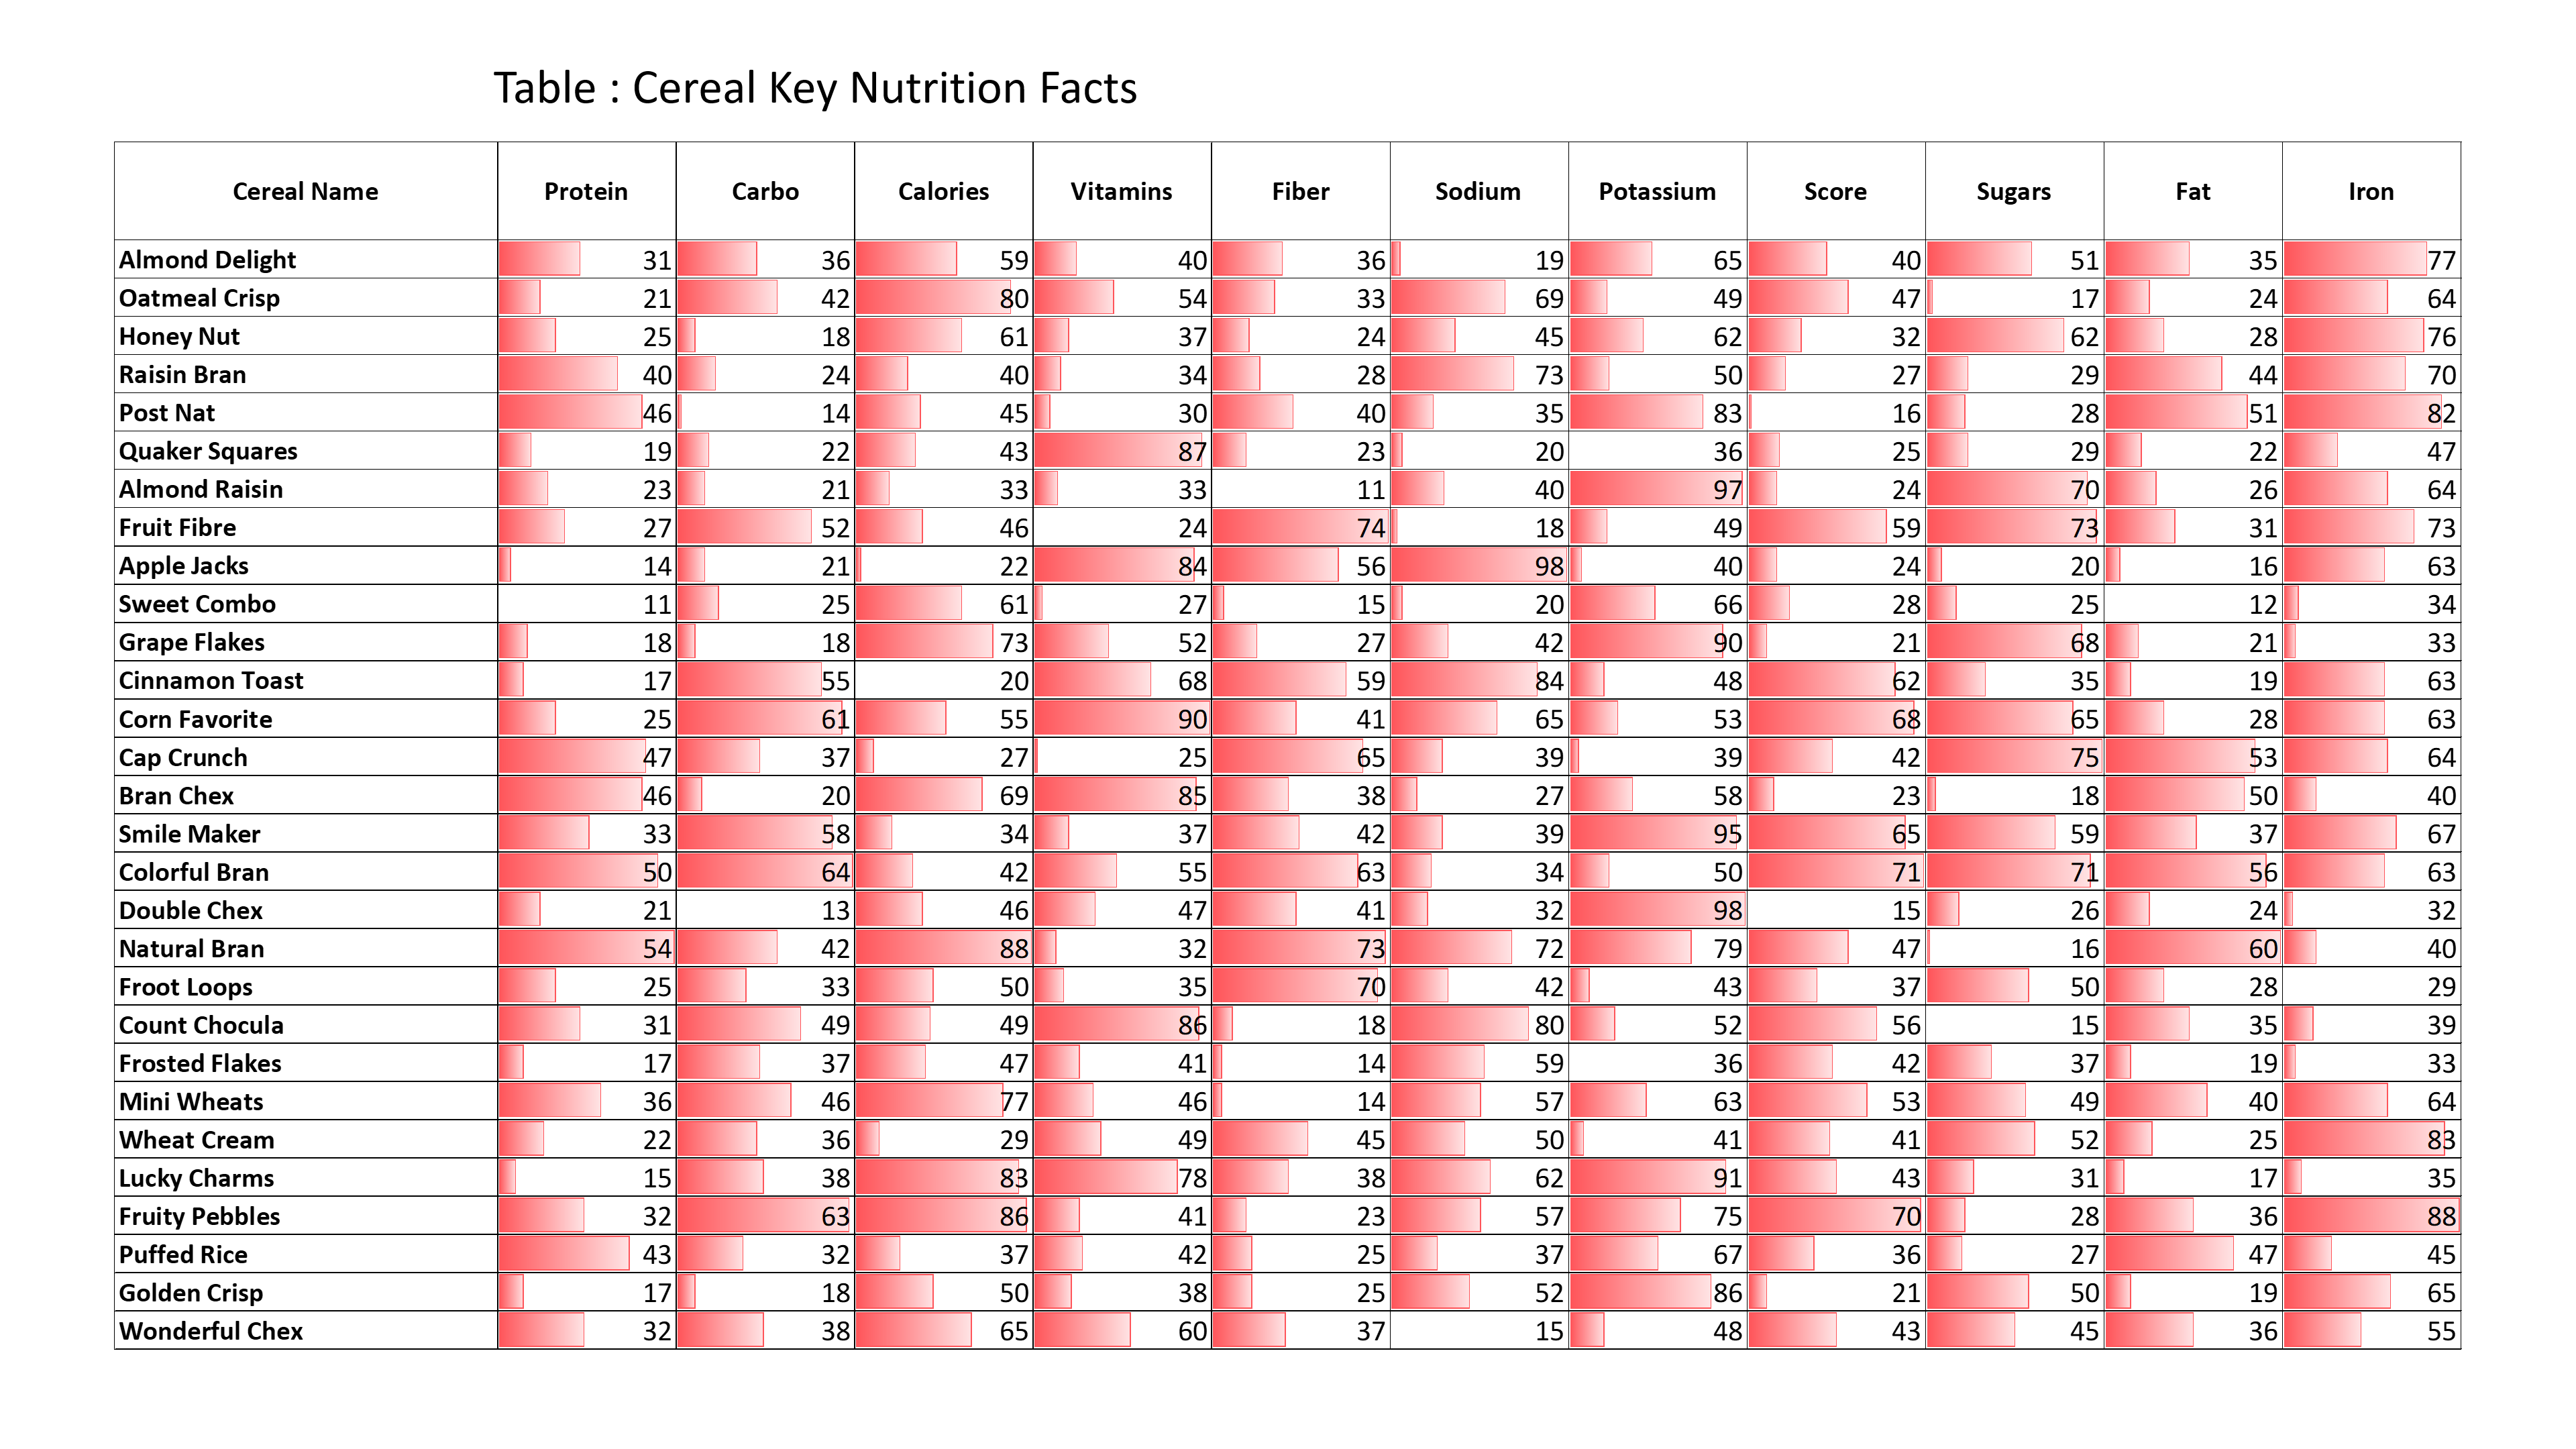 Table : Cereal Key Nutrition Facts
Cereal Name Protein Carbo Calories Vitamins Fiber Sodium Potassium Score Sugars Fat Iron
Almond Delight 31 36 59 40 36 19 65 40 51 35 77
Oatmeal Crisp 21 42 80 54 33 69 49 47 17 24 64
Honey Nut 25 18 61 37 24 45 62 32 62 28 76
Raisin Bran 40 24 40 34 28 73 50 27 29 44 70
Post Nat 46 14 45 30 40 35 83 16 28 51 82
Quaker Squares 19 22 43 87 23 20 36 25 29 22 47
Almond Raisin 23 21 33 33 11 40 97 24 70 26 64
Fruit Fibre 27 52 46 24 74 18 49 59 73 31 73
Apple Jacks 14 21 22 84 56 98 40 24 20 16 63
Sweet Combo 11 25 61 27 15 20 66 28 25 12 34
Grape Flakes 18 18 73 52 27 42 90 21 68 21 33
Cinnamon Toast 17 55 20 68 59 84 48 62 35 19 63
Corn Favorite 25 61 55 90 41 65 53 68 65 28 63
Cap Crunch 47 37 27 25 65 39 39 42 75 53 64
Bran Chex 46 20 69 85 38 27 58 23 18 50 40
Smile Maker 33 58 34 37 42 39 95 65 59 37 67
Colorful Bran 50 64 42 55 63 34 50 71 71 56 63
Double Chex 21 13 46 47 41 32 98 15 26 24 32
Natural Bran 54 42 88 32 73 72 79 47 16 60 40
Froot Loops 25 33 50 35 70 42 43 37 50 28 29
Count Chocula 31 49 49 86 18 80 52 56 15 35 39
Frosted Flakes 17 37 47 41 14 59 36 42 37 19 33
Mini Wheats 36 46 77 46 14 57 63 53 49 40 64
Wheat Cream 22 36 29 49 45 50 41 41 52 25 83
Lucky Charms 15 38 83 78 38 62 91 43 31 17 35
Fruity Pebbles 32 63 86 41 23 57 75 70 28 36 88
Puffed Rice 43 32 37 42 25 37 67 36 27 47 45
Golden Crisp 17 18 50 38 25 52 86 21 50 19 65
Wonderful Chex 32 38 65 60 37 15 48 43 45 36 55